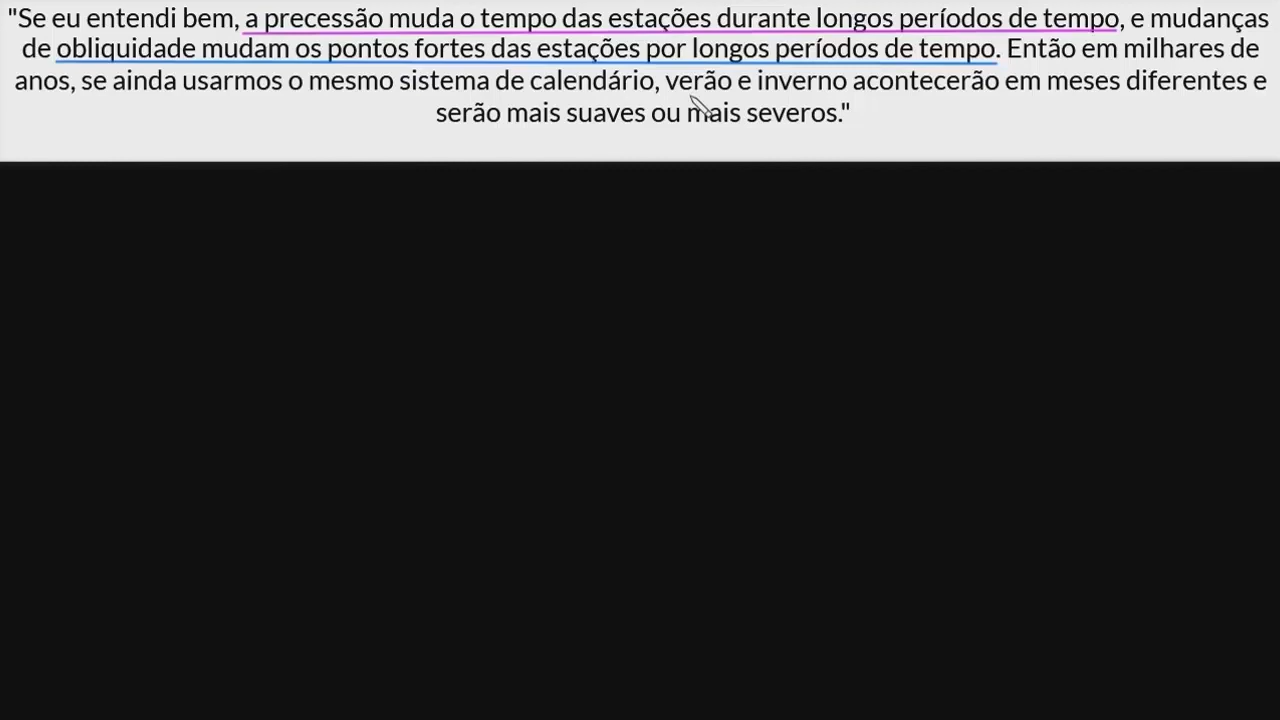 "Se eu entendi bem, a precessão muda o tempo das estações durante longos períodos de tempo, e mudanças
de obliquidade mudam os pontos fortes das estações por longos períodos de tempo. Então em milhares de
anos, se ainda usarmos o mesmo sistema de calendário, verão e inverno acontecerão em meses diferentes e
serão mais suaves ou mais severos."